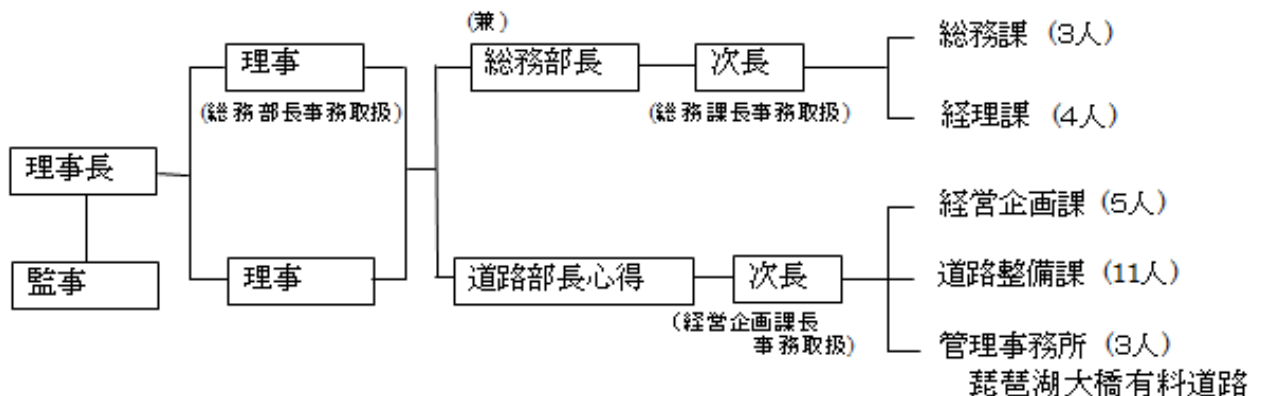 (兼)
理事
総務部長
次長
総務課 (3人)
(総務部長事務取扱)
(総務課長事務取扱)
経理課 (4人)
理事長
経営企画課 (5人)
監事
理事
道路部長心得
次長
道路整備課 (11人)
(経営企画課長
事務取扱)
管理事務所 (3人)
琵琶湖大橋有料道路